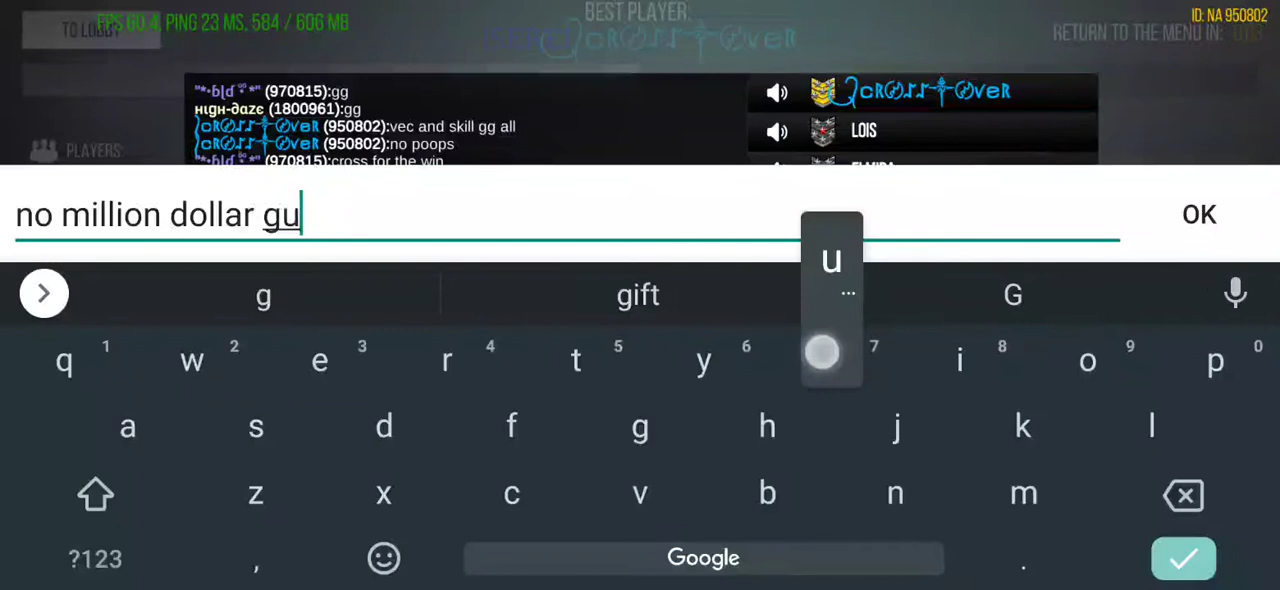 BEST PLAYER:
ID: NA 950802
TO LOBBY
FPS 60.4, PING 23 MS, 584 / 606 MB
RETURN TO THE MENU IN:
(970815):gg
HιgH-∂αzε (1800961):gg
(950802):vec and skill gg all
(950802):no poops
(970815):cross for the win
LOIS
PLAYERS:
no million dollar gu
OK
u
...
g
gift
G
q 1 w 2 e 3 r 4 t 5 y 6 7 i 8 o 9 p 0
a s d f g h j k l
z x c v b n m
?123 , Google .